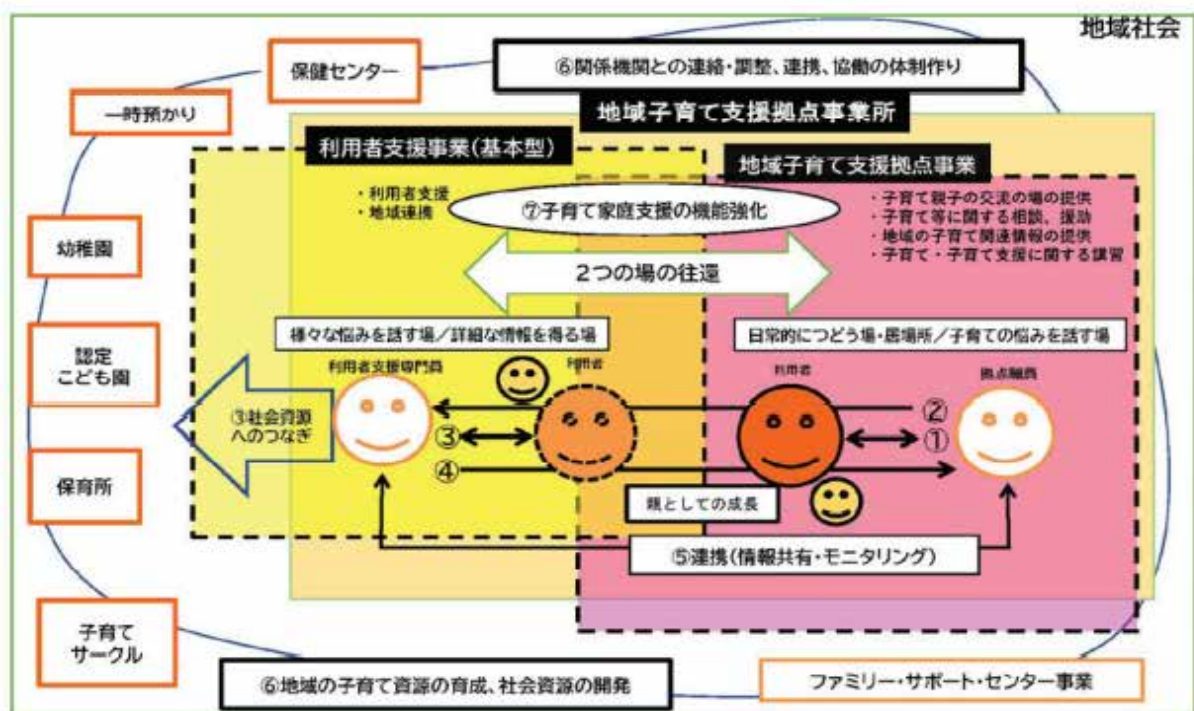 地域社会
保健センター
⑥関係機関との連絡・調整、連携、協働の体制作り
一時預かり
地域子育て支援拠点事業所
利用者支援事業(基本型)
地域子育て支援拠点事業
・利用者支援
・地域連携
⑦子育て家庭支援の機能強化
・子育て親子の交流の場の提供
・子育て等に関する相談、援助
・地域の子育て関連情報の提供
・子育て・子育て支援に関する講習
幼稚園
2つの場の往還
様々な悩みを話す場/詳細な情報を得る場
日常的につどう場・居場所/子育ての悩みを話す場
認定
こども園
利用者支援専門員
利用者
利用者
拠点職員
③社会資源
へのつなぎ
②
③
①
④
保育所
親としての成長
⑤連携(情報共有・モニタリング)
子育て
サークル
⑥地域の子育て資源の育成、社会資源の開発
ファミリー・サポート・センター事業